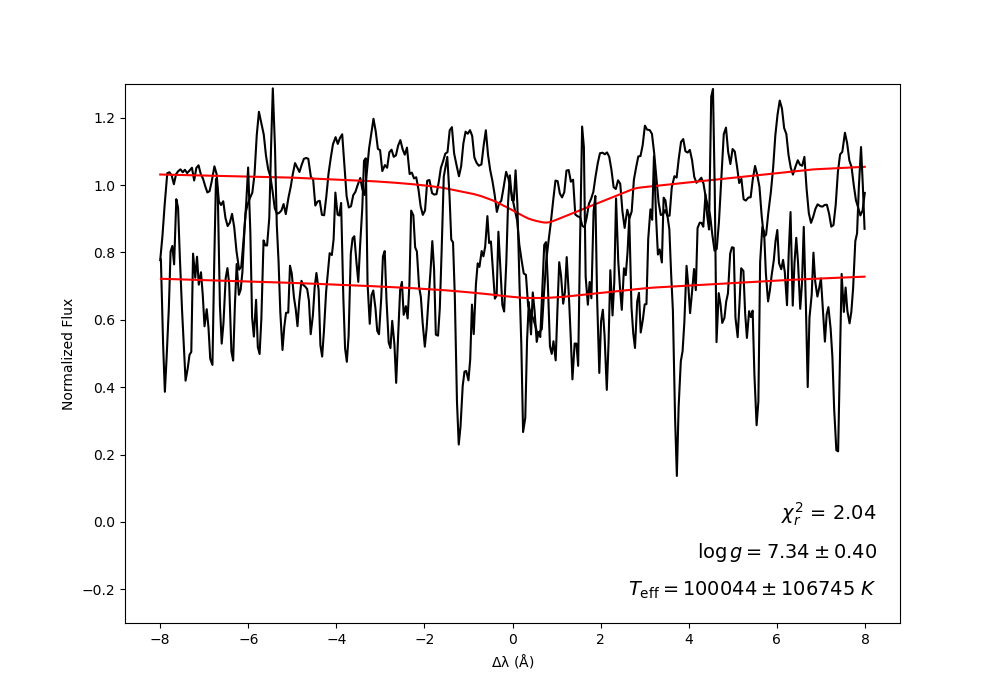 1.2
1.0
0.8
0.6
0.4
0.2
0.0
−0.2
Normalized Flux
χ²ᵣ = 2.04
log g = 7.34 ± 0.40
T_eff = 100044 ± 106745 K
−8 −6 −4 −2 0 2 4 6 8
Δλ (Å)